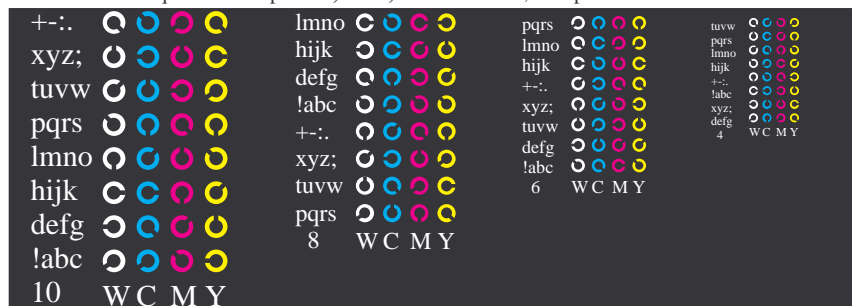 +-:.
xyz;
tuvw
pqrs
lmno
hijk
defg
!abc
10 W C M Y
lmno
hijk
defg
!abc
+-:.
xyz;
tuvw
pqrs
8 W C M Y
pqrs
lmno
hijk
+-:.
xyz;
tuvw
defg
!abc
6 W C M Y
tuvw
pqrs
lmno
hijk
+-:.
!abc
xyz;
defg
4 W C M Y